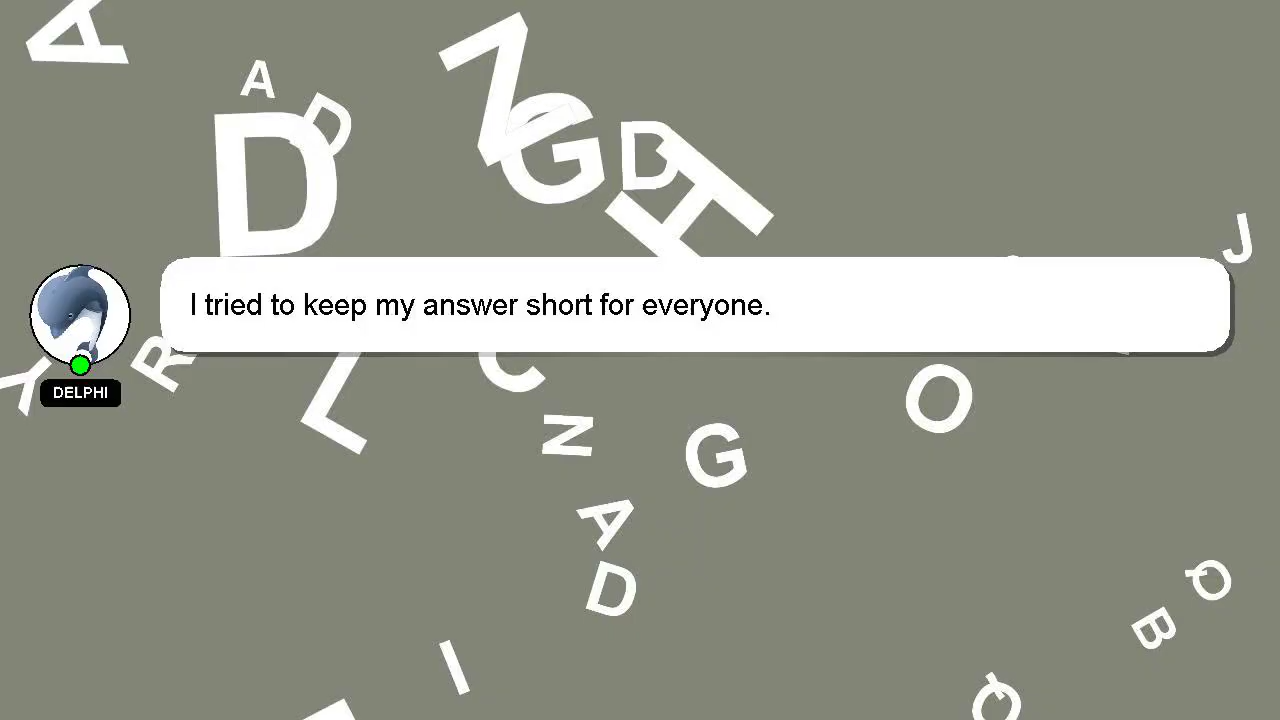 A
A
D
D
Z
G
D
H
J
I tried to keep my answer short for everyone.
DELPHI
Y
R
L
C
O
N
G
A
D
Q
B
I
Q